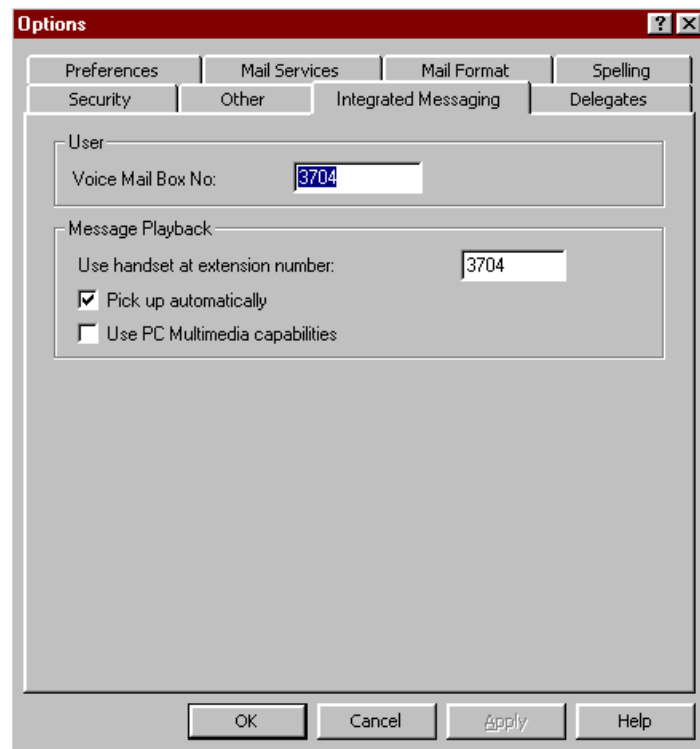 Options
Preferences Mail Services Mail Format Spelling
Security Other Integrated Messaging Delegates
User
Voice Mail Box No: 3704
Message Playback
Use handset at extension number: 3704
Pick up automatically
Use PC Multimedia capabilities
OK Cancel Apply Help